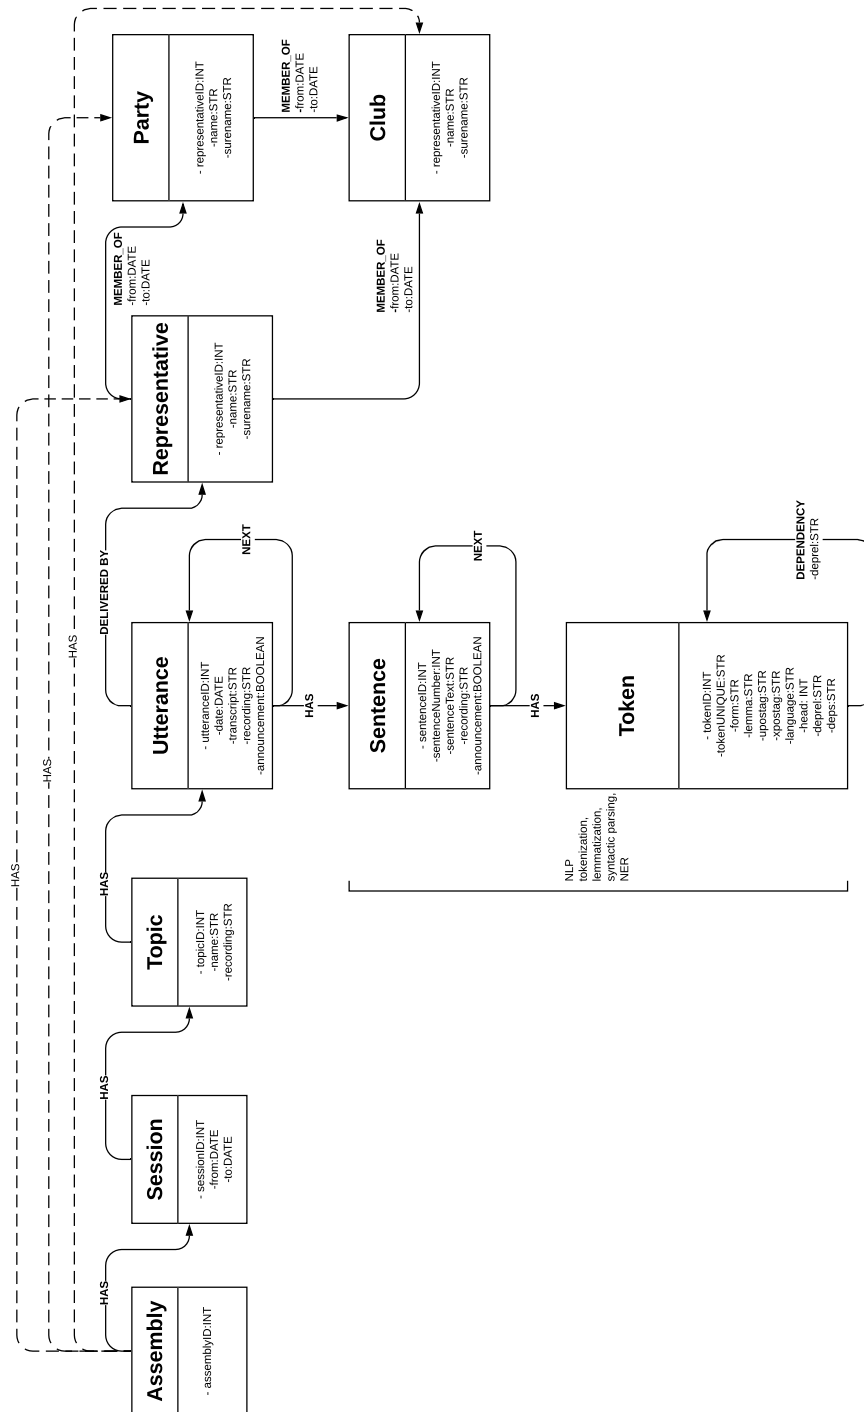 Assembly
- assemblyID:INT
HAS
HAS
HAS
HAS
Session
- sessionID:INT
-from:DATE
-to:DATE
HAS
Topic
- topicID:INT
-name:STR
-recording:STR
HAS
Utterance
- utteranceID:INT
-date:DATE
-transcript:STR
-recording:STR
-announcement:BOOLEAN
NEXT
DELIVERED BY
HAS
Representative
- representativeID:INT
-name:STR
-surename:STR
MEMBER_OF
-from:DATE
-to:DATE
MEMBER_OF
-from:DATE
-to:DATE
Party
- representativeID:INT
-name:STR
-surename:STR
MEMBER_OF
-from:DATE
-to:DATE
Club
- representativeID:INT
-name:STR
-surename:STR
Sentence
- sentenceID:INT
-sentenceNumber:INT
-sentenceText:STR
-recording:STR
-announcement:BOOLEAN
NEXT
HAS
NLP
tokenization,
lemmatization,
syntactic parsing,
NER
Token
- tokenID:INT
-tokenUNIQUE:STR
-form:STR
-lemma:STR
-upostag:STR
-xpostag:STR
-language:STR
-head: INT
-deprel:STR
-deps:STR
DEPENDENCY
-deprel:STR